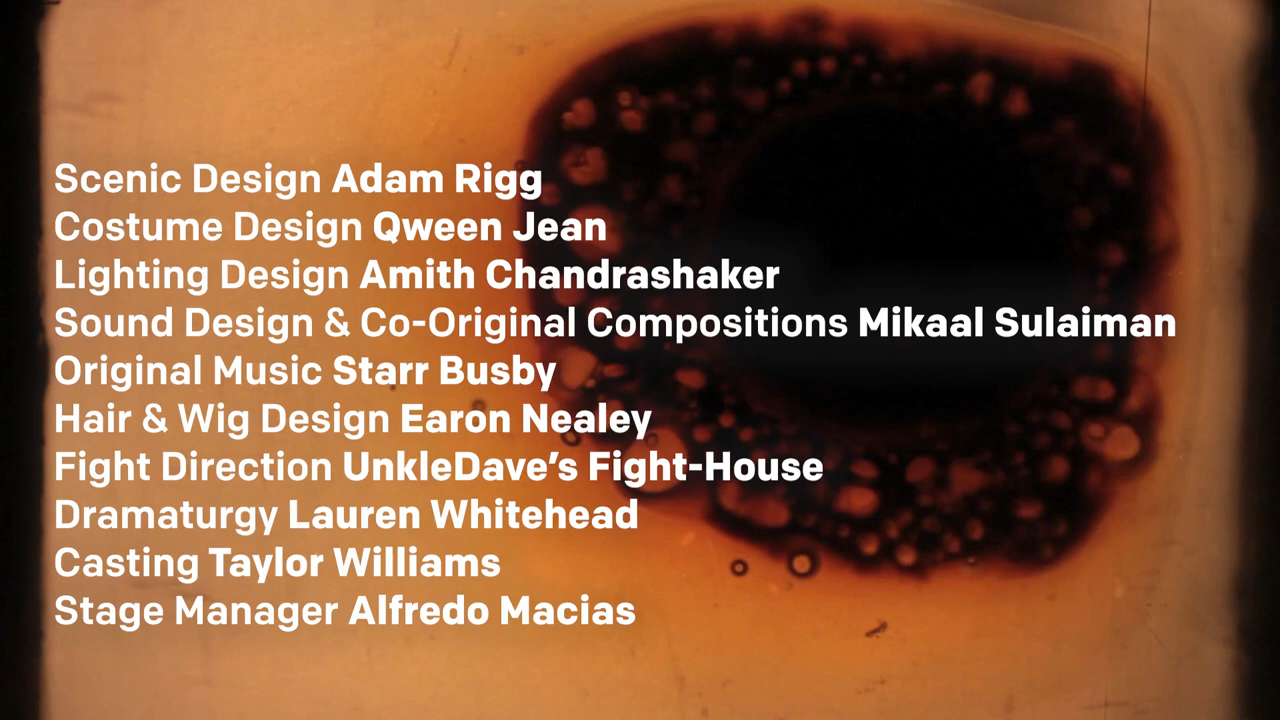 Scenic Design Adam Rigg
Costume Design Qween Jean
Lighting Design Amith Chandrashaker
Sound Design & Co-Original Compositions Mikaal Sulaiman
Original Music Starr Busby
Hair & Wig Design Earon Nealey
Fight Direction UnkleDave’s Fight-House
Dramaturgy Lauren Whitehead
Casting Taylor Williams
Stage Manager Alfredo Macias